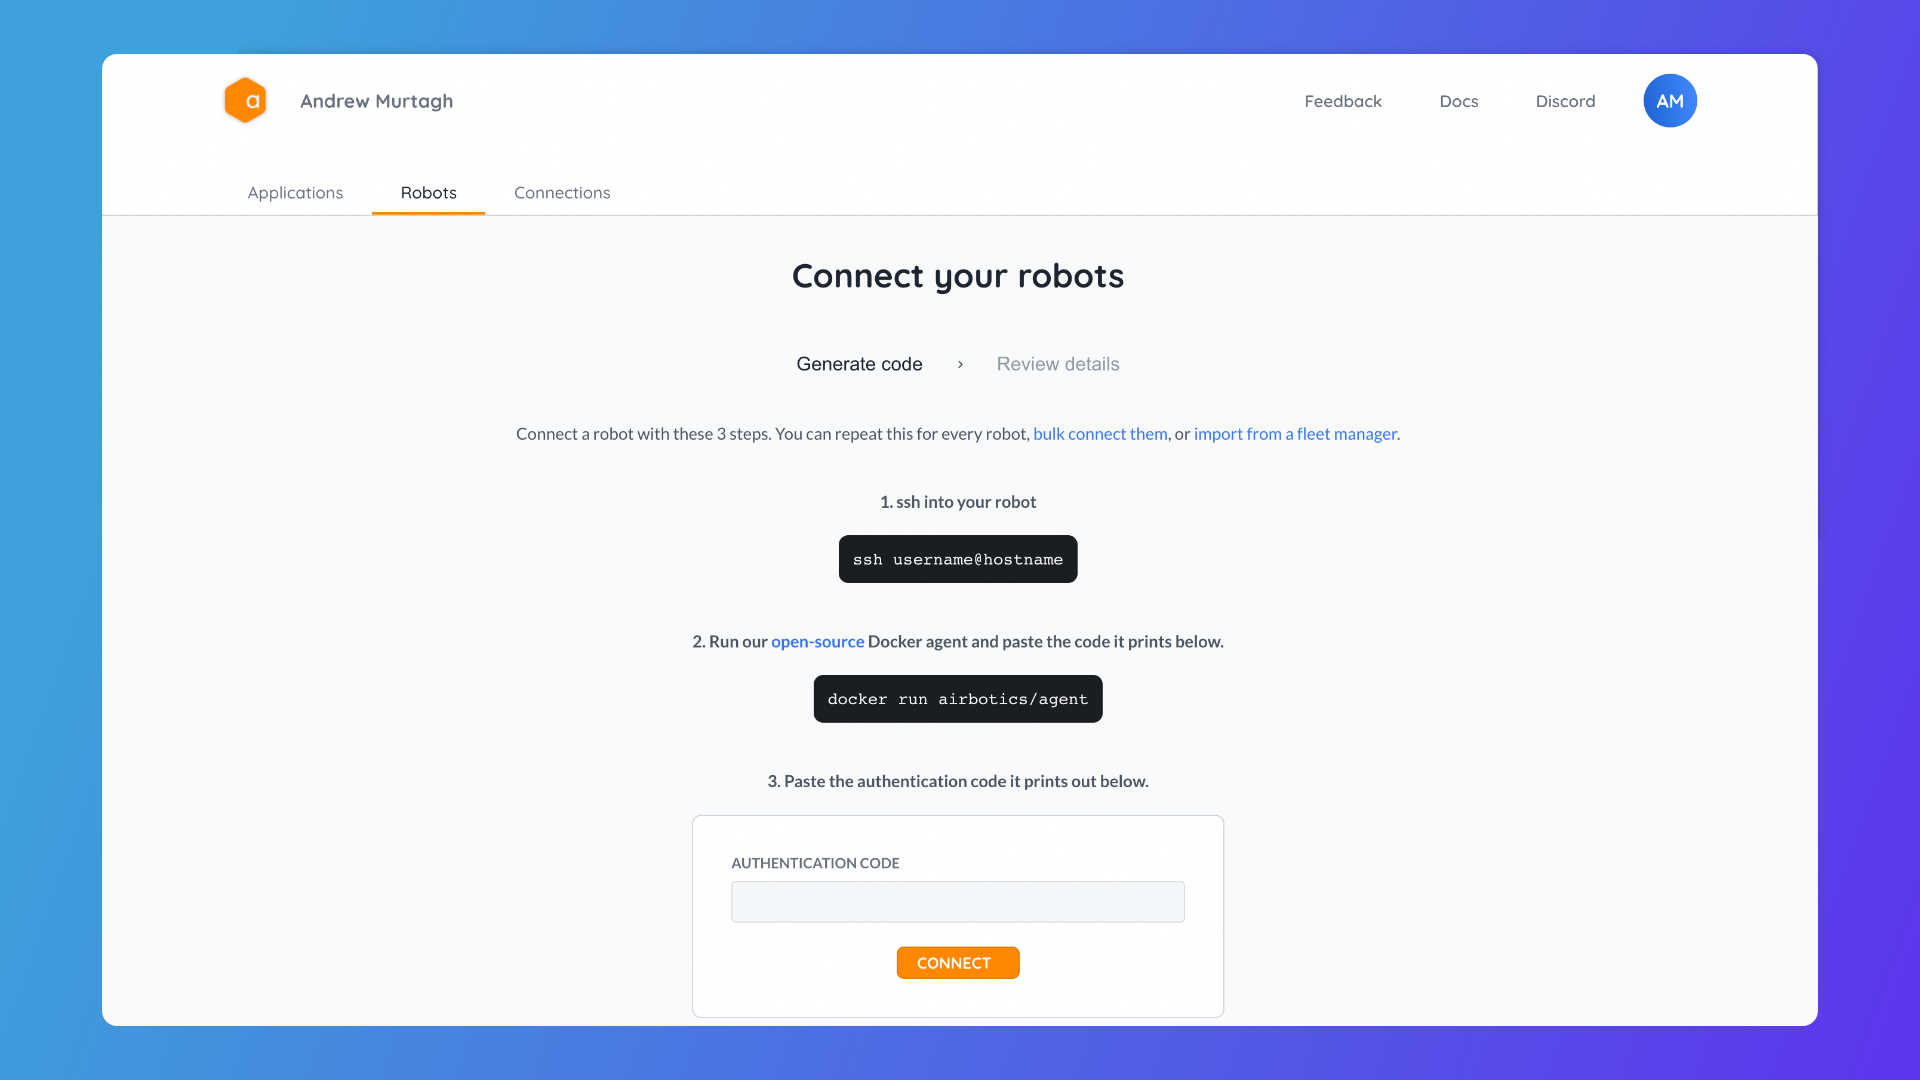 a
Andrew Murtagh
Feedback
Docs
Discord
AM
Applications
Robots
Connections
Connect your robots
Generate code
›
Review details
Connect a robot with these 3 steps. You can repeat this for every robot, bulk connect them, or import from a fleet manager.
1. ssh into your robot
ssh username@hostname
2. Run our open-source Docker agent and paste the code it prints below.
docker run airbotics/agent
3. Paste the authentication code it prints out below.
AUTHENTICATION CODE
CONNECT